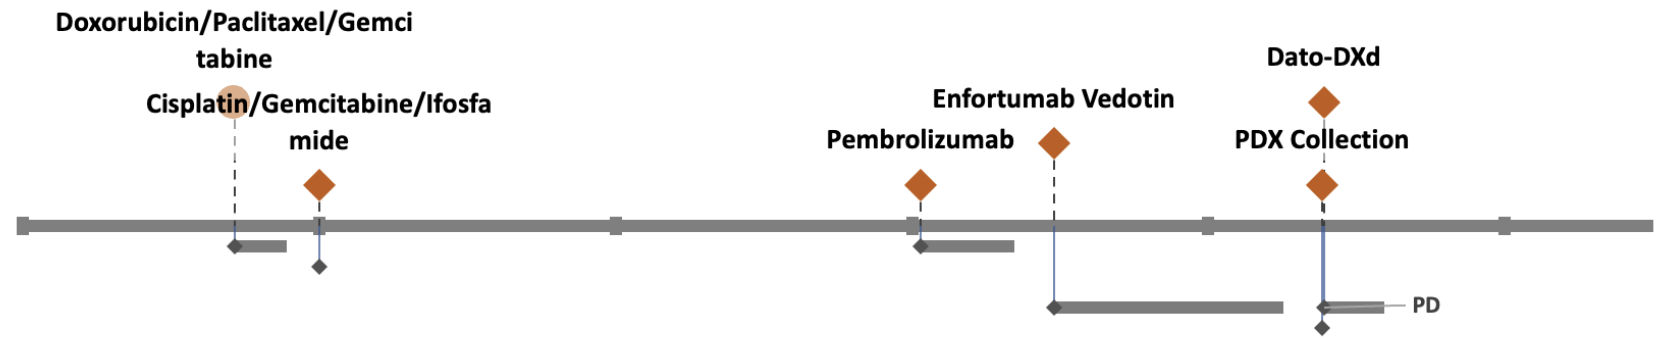 Doxorubicin/Paclitaxel/Gemci
tabine
Cisplatin/Gemcitabine/Ifosfa
mide
Pembrolizumab
Enfortumab Vedotin
Dato-DXd
PDX Collection
PD